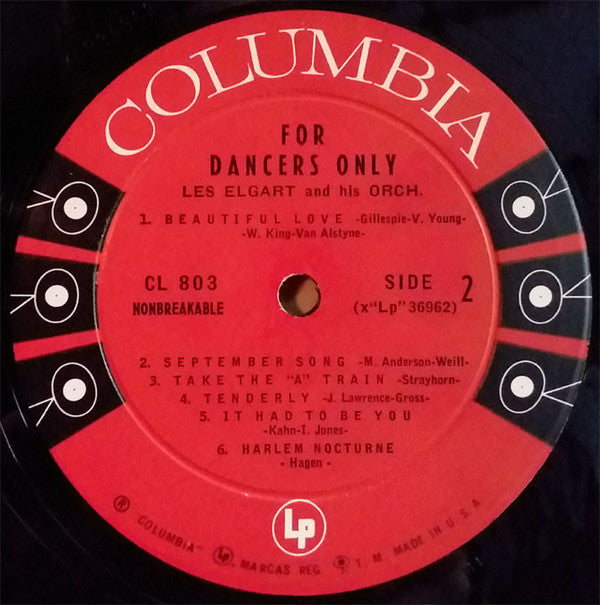 COLUMBIA
FOR
DANCERS ONLY
LES ELGART and his ORCH.
1. BEAUTIFUL LOVE -Gillespie-V. Young-
-W. King-Van Alstyne-
CL 803 SIDE 2
NONBREAKABLE (x"Lp" 36962)
2. SEPTEMBER SONG -M. Anderson-Weill-
3. TAKE THE "A" TRAIN -Strayhorn-
4. TENDERLY -J. Lawrence-Gross-
5. IT HAD TO BE YOU
-Kahn-I. Jones-
6. HARLEM NOCTURNE
- Hagen -
Lp
® "COLUMBIA" Lp MARCAS REG. T. M. MADE IN U.S.A.